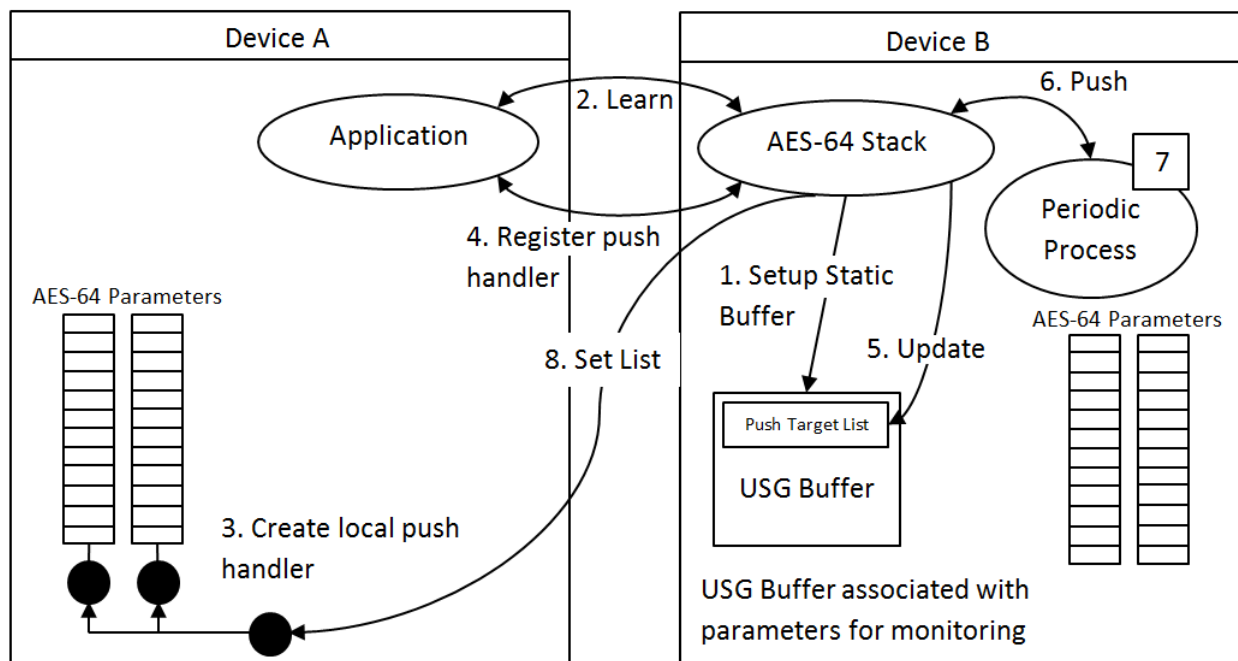 Device A
Device B
2. Learn
6. Push
Application
AES-64 Stack
7
Periodic
Process
4. Register push
handler
1. Setup Static
Buffer
AES-64 Parameters
AES-64 Parameters
8. Set List
5. Update
Push Target List
USG Buffer
3. Create local push
handler
USG Buffer associated with
parameters for monitoring